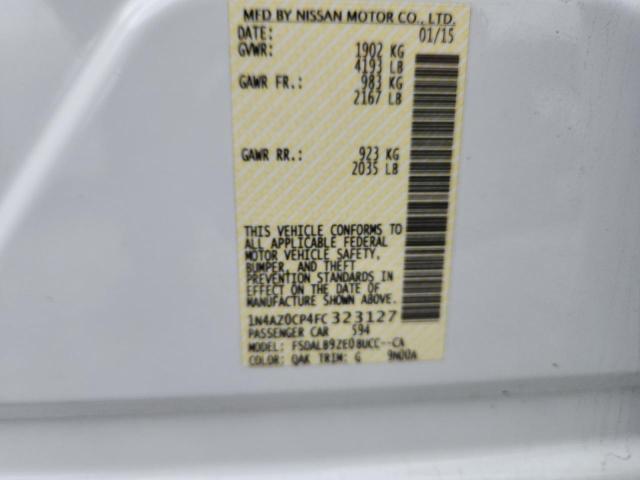 MFD BY NISSAN MOTOR CO., LTD.
DATE: 01/15
GVWR: 1902 KG
4193 LB
GAWR FR.: 983 KG
2167 LB
GAWR RR.: 923 KG
2035 LB
THIS VEHICLE CONFORMS TO
ALL APPLICABLE FEDERAL
MOTOR VEHICLE SAFETY,
BUMPER, AND THEFT
PREVENTION STANDARDS IN
EFFECT ON THE DATE OF
MANUFACTURE SHOWN ABOVE.
1N4AZ0CP4FC 323127
PASSENGER CAR 594
MODEL: FSDALB9ZE0BUCC--CA
COLOR: QAK TRIM: G 9N00A